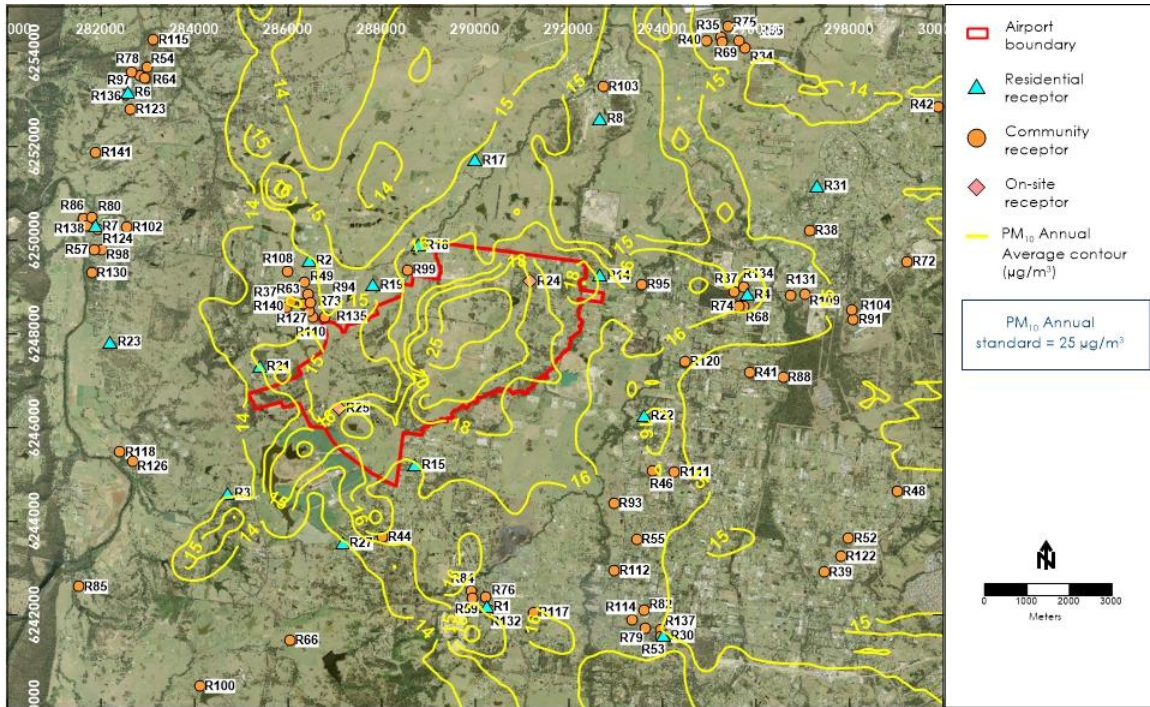 0000
282000
284000
286000
288000
290000
292000
294000
296000
298000
3000
6254000
6252000
6250000
6248000
6246000
6244000
6242000
R115
R78
R54
R97
R64
R136
R6
R123
R141
R86
R80
R138
R7
R102
R124
R57
R98
R130
R23
R118
R126
R85
R3
R66
R100
R108
R2
R49
R63
R94
R37
R73
R140
R127
R135
R110
R21
R19
R99
R18
R17
R103
R8
R24
R14
R95
R25
R15
R27
R44
R84
R76
R59
R1
R132
R117
R35
R75
R40
R69
R34
R42
R31
R38
R72
R134
R4
R74
R68
R131
R109
R104
R91
R120
R41
R88
R22
R46
R93
R55
R112
R48
R52
R122
R39
R114
R82
R137
R79
R30
R53
14
15
16
18
25
Airport
boundary
Residential
receptor
Community
receptor
On-site
receptor
PM₁₀ Annual
Average contour
(µg/m³)
PM₁₀ Annual
standard = 25 µg/m³
N
0
1000
2000
3000
Meters